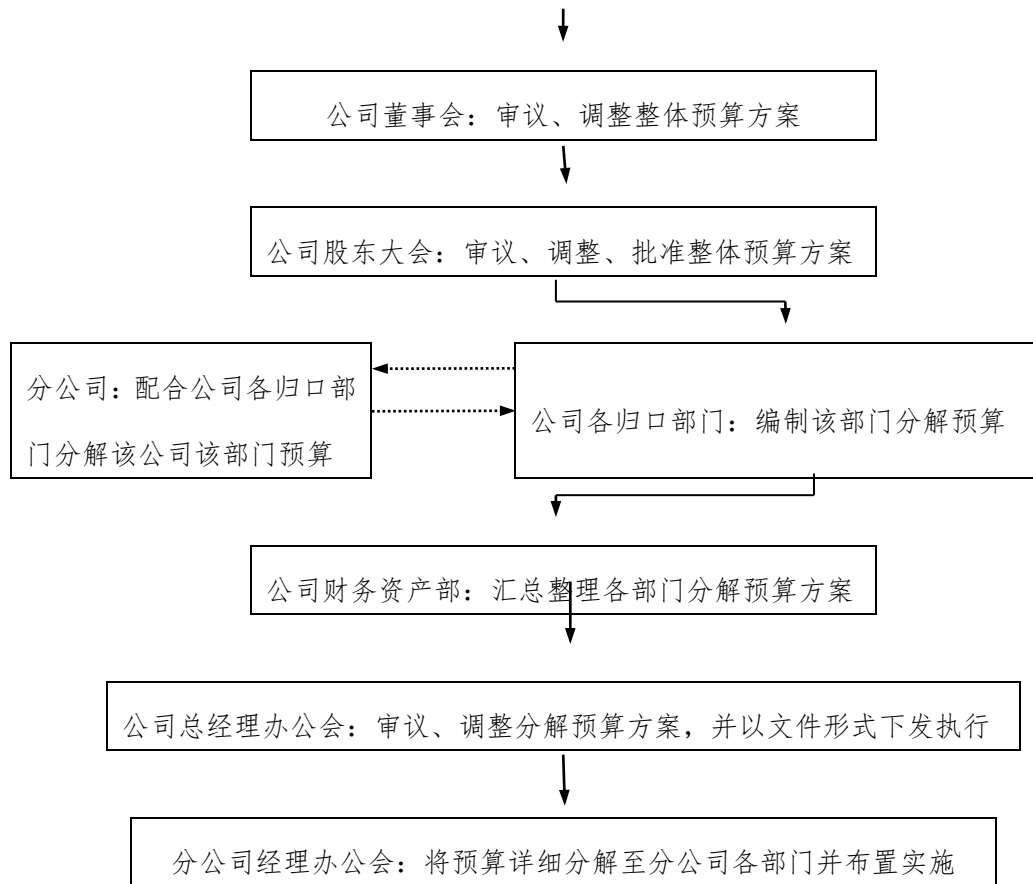 公司董事会：审议、调整整体预算方案
公司股东大会：审议、调整、批准整体预算方案
分公司：配合公司各归口部
门分解该公司该部门预算
公司各归口部门：编制该部门分解预算
公司财务资产部：汇总整理各部门分解预算方案
公司总经理办公会：审议、调整分解预算方案，并以文件形式下发执行
分公司经理办公会：将预算详细分解至分公司各部门并布置实施